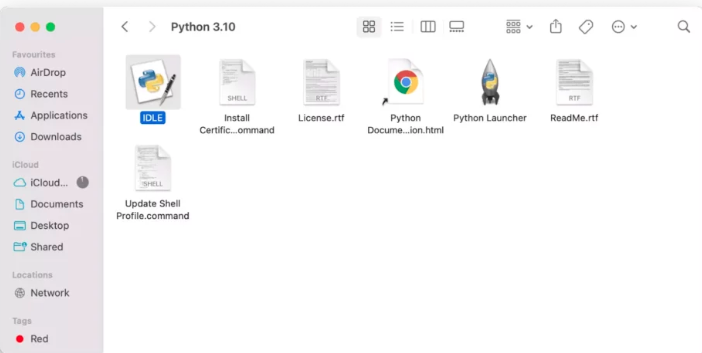 Python 3.10
Favourites
AirDrop
Recents
Applications
Downloads
iCloud
iCloud...
Documents
Desktop
Shared
Locations
Network
Tags
Red
IDLE
SHELL
Install
Certific...ommand
RTF
License.rtf
Python
Docume...ion.html
Python Launcher
RTF
ReadMe.rtf
SHELL
Update Shell
Profile.command